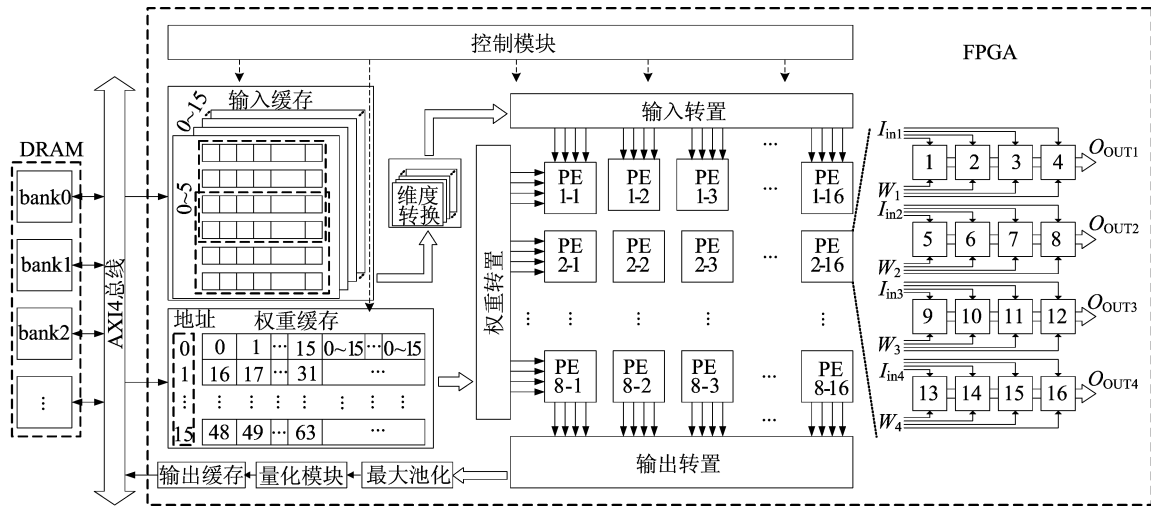 控制模块
FPGA
DRAM
bank0
bank1
bank2
⋮
AXI4总线
输入缓存
0~15
0~5
维度
转换
输入转置
权重转置
PE
1-1
PE
1-2
PE
1-3
···
PE
1-16
PE
2-1
PE
2-2
PE
2-3
···
PE
2-16
⋮ ⋮ ⋮ ⋮
PE
8-1
PE
8-2
PE
8-3
···
PE
8-16
输出转置
地址 权重缓存
0 0 1 ··· 15 0~15 ··· 0~15
1 16 17 ··· 31 ···
⋮ ⋮ ⋮ ⋮ ⋮ ⋮ ⋮ ⋮
15 48 49 ··· 63 ···
输出缓存
量化模块
最大池化
I_in1
1 2 3 4
O_OUT1
W_1
I_in2
5 6 7 8
O_OUT2
W_2
I_in3
9 10 11 12
O_OUT3
W_3
I_in4
13 14 15 16
O_OUT4
W_4